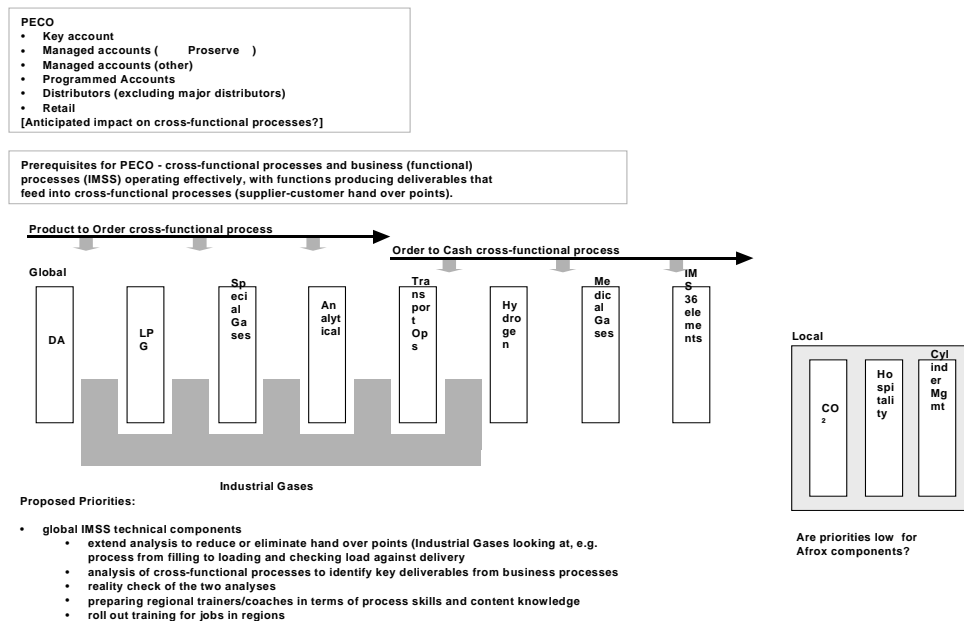 PECO
• Key account
• Managed accounts ( Proserve )
• Managed accounts (other)
• Programmed Accounts
• Distributors (excluding major distributors)
• Retail
[Anticipated impact on cross-functional processes?]
Prerequisites for PECO - cross-functional processes and business (functional)
processes (IMSS) operating effectively, with functions producing deliverables that
feed into cross-functional processes (supplier-customer hand over points).
Product to Order cross-functional process
Order to Cash cross-functional process
Global
DA
LP
G
Sp
eci
al
Ga
ses
An
alyt
ical
Tra
nsp
ort
Op
s
Hy
dro
gen
Me
dic
al
Gas
es
IM
S
36
ele
me
nts
Local
CO
2
Ho
spi
tali
ty
Cyl
ind
er
Mg
mt
Industrial Gases
Proposed Priorities:
• global IMSS technical components
• extend analysis to reduce or eliminate hand over points (Industrial Gases looking at, e.g.
process from filling to loading and checking load against delivery
• analysis of cross-functional processes to identify key deliverables from business processes
• reality check of the two analyses
• preparing regional trainers/coaches in terms of process skills and content knowledge
• roll out training for jobs in regions
Are priorities low for
Afrox components?